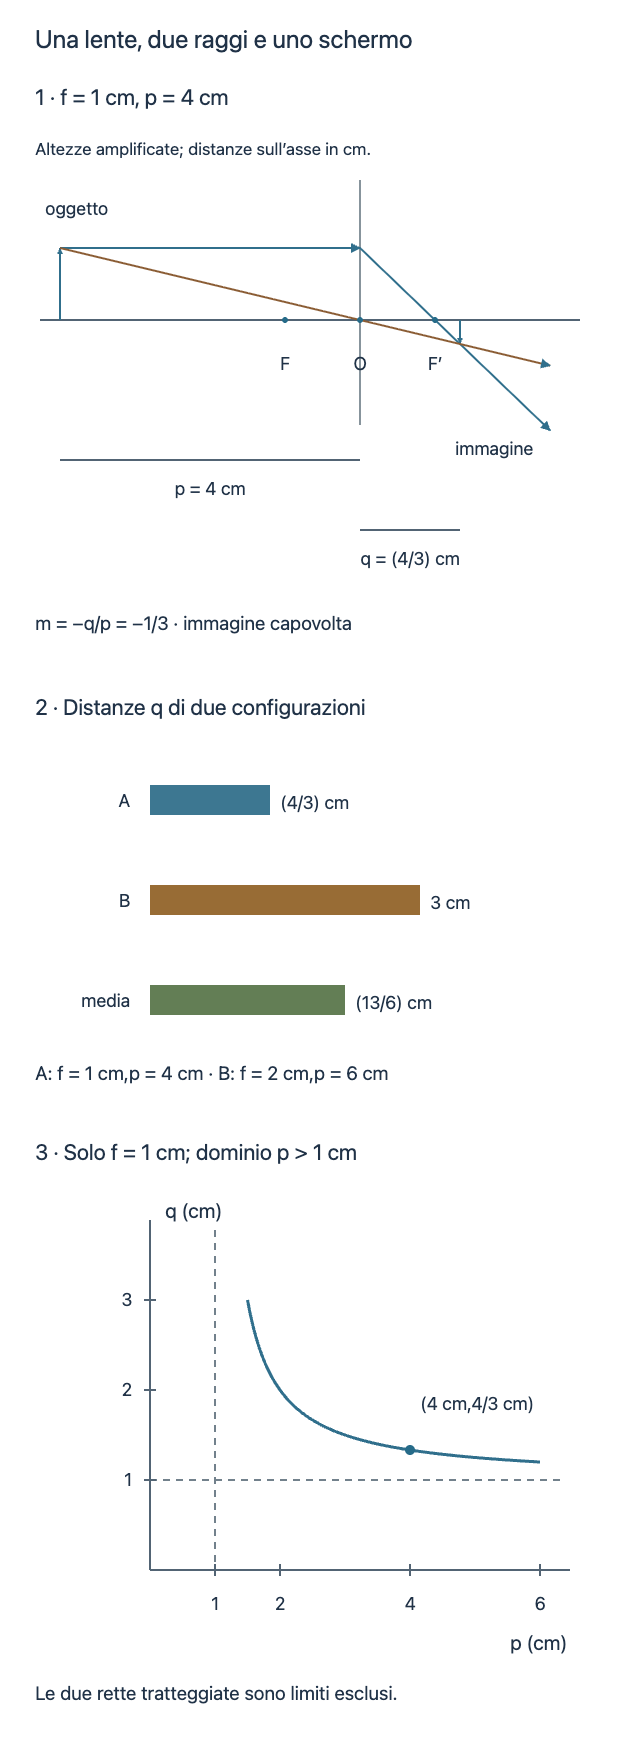 Una lente, due raggi e uno schermo
1 · f = 1 cm, p = 4 cm
Altezze amplificate; distanze sull’asse in cm.
oggetto
F
O
F′
immagine
p = 4 cm
q = (4/3) cm
m = −q/p = −1/3 · immagine capovolta
2 · Distanze q di due configurazioni
A
(4/3) cm
B
3 cm
media
(13/6) cm
A: f = 1 cm,p = 4 cm · B: f = 2 cm,p = 6 cm
3 · Solo f = 1 cm; dominio p > 1 cm
q (cm)
3
2
(4 cm,4/3 cm)
1
1
2
4
6
p (cm)
Le due rette tratteggiate sono limiti esclusi.